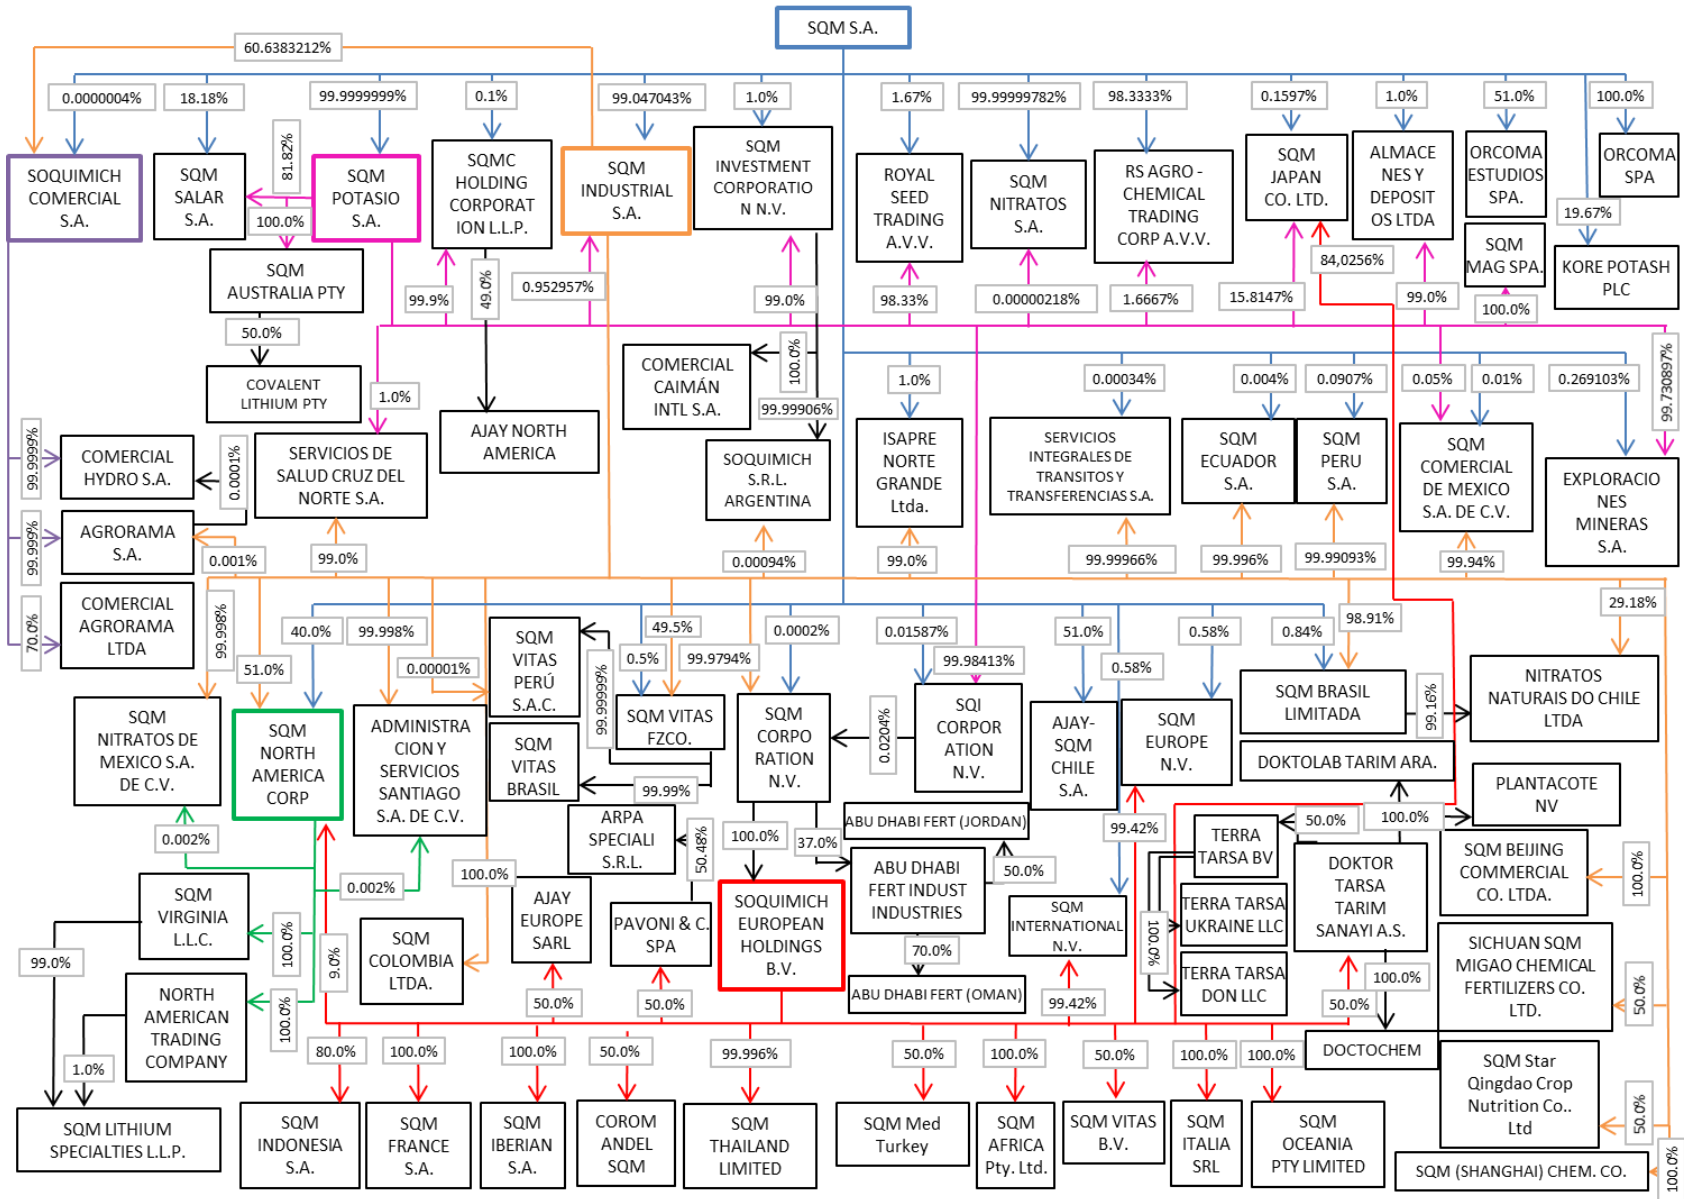 SQM S.A.
60.6383212%
0.0000004%
18.18%
99.9999999%
0.1%
99.047043%
1.0%
1.67%
99.99999782%
98.3333%
0.1597%
1.0%
51.0%
100.0%
SOQUIMICH
COMERCIAL
S.A.
SQM
SALAR
S.A.
81.82%
SQM
POTASIO
S.A.
SQMC
HOLDING
CORPORAT
ION L.L.P.
SQM
INDUSTRIAL
S.A.
SQM
INVESTMENT
CORPORATIO
N N.V.
ROYAL
SEED
TRADING
A.V.V.
SQM
NITRATOS
S.A.
RS AGRO -
CHEMICAL
TRADING
CORP A.V.V.
SQM
JAPAN
CO. LTD.
ALMACE
NES Y
DEPOSIT
OS LTDA
ORCOMA
ESTUDIOS
SPA.
ORCOMA
SPA
19.67%
100.0%
SQM
AUSTRALIA PTY
99.9%
49.0%
0.952957%
99.0%
98.33%
0.00000218%
1.6667%
15.8147%
84,0256%
99.0%
SQM
MAG SPA.
100.0%
KORE POTASH
PLC
50.0%
COVALENT
LITHIUM PTY
1.0%
AJAY NORTH
AMERICA
COMERCIAL
CAIMÁN
INTL S.A.
100.0%
99.99906%
1.0%
0.00034%
0.004%
0.0907%
0.05%
0.01%
0.269103%
99.730897%
99.9999%
COMERCIAL
HYDRO S.A.
0.0001%
SERVICIOS DE
SALUD CRUZ DEL
NORTE S.A.
SOQUIMICH
S.R.L.
ARGENTINA
ISAPRE
NORTE
GRANDE
Ltda.
SERVICIOS
INTEGRALES DE
TRANSITOS Y
TRANSFERENCIAS S.A.
SQM
ECUADOR
S.A.
SQM
PERU
S.A.
SQM
COMERCIAL
DE MEXICO
S.A. DE C.V.
EXPLORACIO
NES
MINERAS
S.A.
99.999%
AGRORAMA
S.A.
0.001%
99.0%
0.00094%
99.0%
99.99966%
99.996%
99.99093%
99.94%
70.0%
COMERCIAL
AGRORAMA
LTDA
99.998%
40.0%
51.0%
99.998%
0.00001%
SQM
VITAS
PERÚ
S.A.C.
99.99999%
0.5%
49.5%
99.9794%
0.0002%
0.01587%
99.98413%
51.0%
0.58%
0.58%
0.84%
98.91%
29.18%
SQM
NITRATOS DE
MEXICO S.A.
DE C.V.
SQM
NORTH
AMERICA
CORP
ADMINISTRA
CION Y
SERVICIOS
SANTIAGO
S.A. DE C.V.
SQM
VITAS
BRASIL
SQM VITAS
FZCO.
99.99%
SQM
CORPO
RATION
N.V.
0.0204%
SQI
CORPOR
ATION
N.V.
AJAY-
SQM
CHILE
S.A.
SQM
EUROPE
N.V.
SQM BRASIL
LIMITADA
99.16%
NITRATOS
NATURAIS DO CHILE
LTDA
DOKTOLAB TARIM ARA.
PLANTACOTE
NV
0.002%
0.002%
100.0%
ARPA
SPECIALI
S.R.L.
50.48%
100.0%
37.0%
ABU DHABI FERT (JORDAN)
50.0%
99.42%
TERRA
TARSA BV
50.0%
100.0%
SQM
VIRGINIA
L.L.C.
100.0%
9.0%
SQM
COLOMBIA
LTDA.
AJAY
EUROPE
SARL
PAVONI & C.
SPA
SOQUIMICH
EUROPEAN
HOLDINGS
B.V.
ABU DHABI
FERT INDUST
INDUSTRIES
70.0%
SQM
INTERNATIONAL
N.V.
100.0%
TERRA TARSA
UKRAINE LLC
DOKTOR
TARSA
TARIM
SANAYI A.S.
SQM BEIJING
COMMERCIAL
CO. LTDA.
100.0%
99.0%
NORTH
AMERICAN
TRADING
COMPANY
100.0%
50.0%
50.0%
ABU DHABI FERT (OMAN)
99.42%
TERRA TARSA
DON LLC
50.0%
100.0%
SICHUAN SQM
MIGAO CHEMICAL
FERTILIZERS CO.
LTD.
50.0%
1.0%
80.0%
100.0%
100.0%
50.0%
99.996%
50.0%
100.0%
50.0%
100.0%
100.0%
DOCTOCHEM
SQM Star
Qingdao Crop
Nutrition Co..
Ltd
50.0%
SQM LITHIUM
SPECIALTIES L.L.P.
SQM
INDONESIA
S.A.
SQM
FRANCE
S.A.
SQM
IBERIAN
S.A.
COROM
ANDEL
SQM
SQM
THAILAND
LIMITED
SQM Med
Turkey
SQM
AFRICA
Pty. Ltd.
SQM VITAS
B.V.
SQM
ITALIA
SRL
SQM
OCEANIA
PTY LIMITED
SQM (SHANGHAI) CHEM. CO.
100.0%